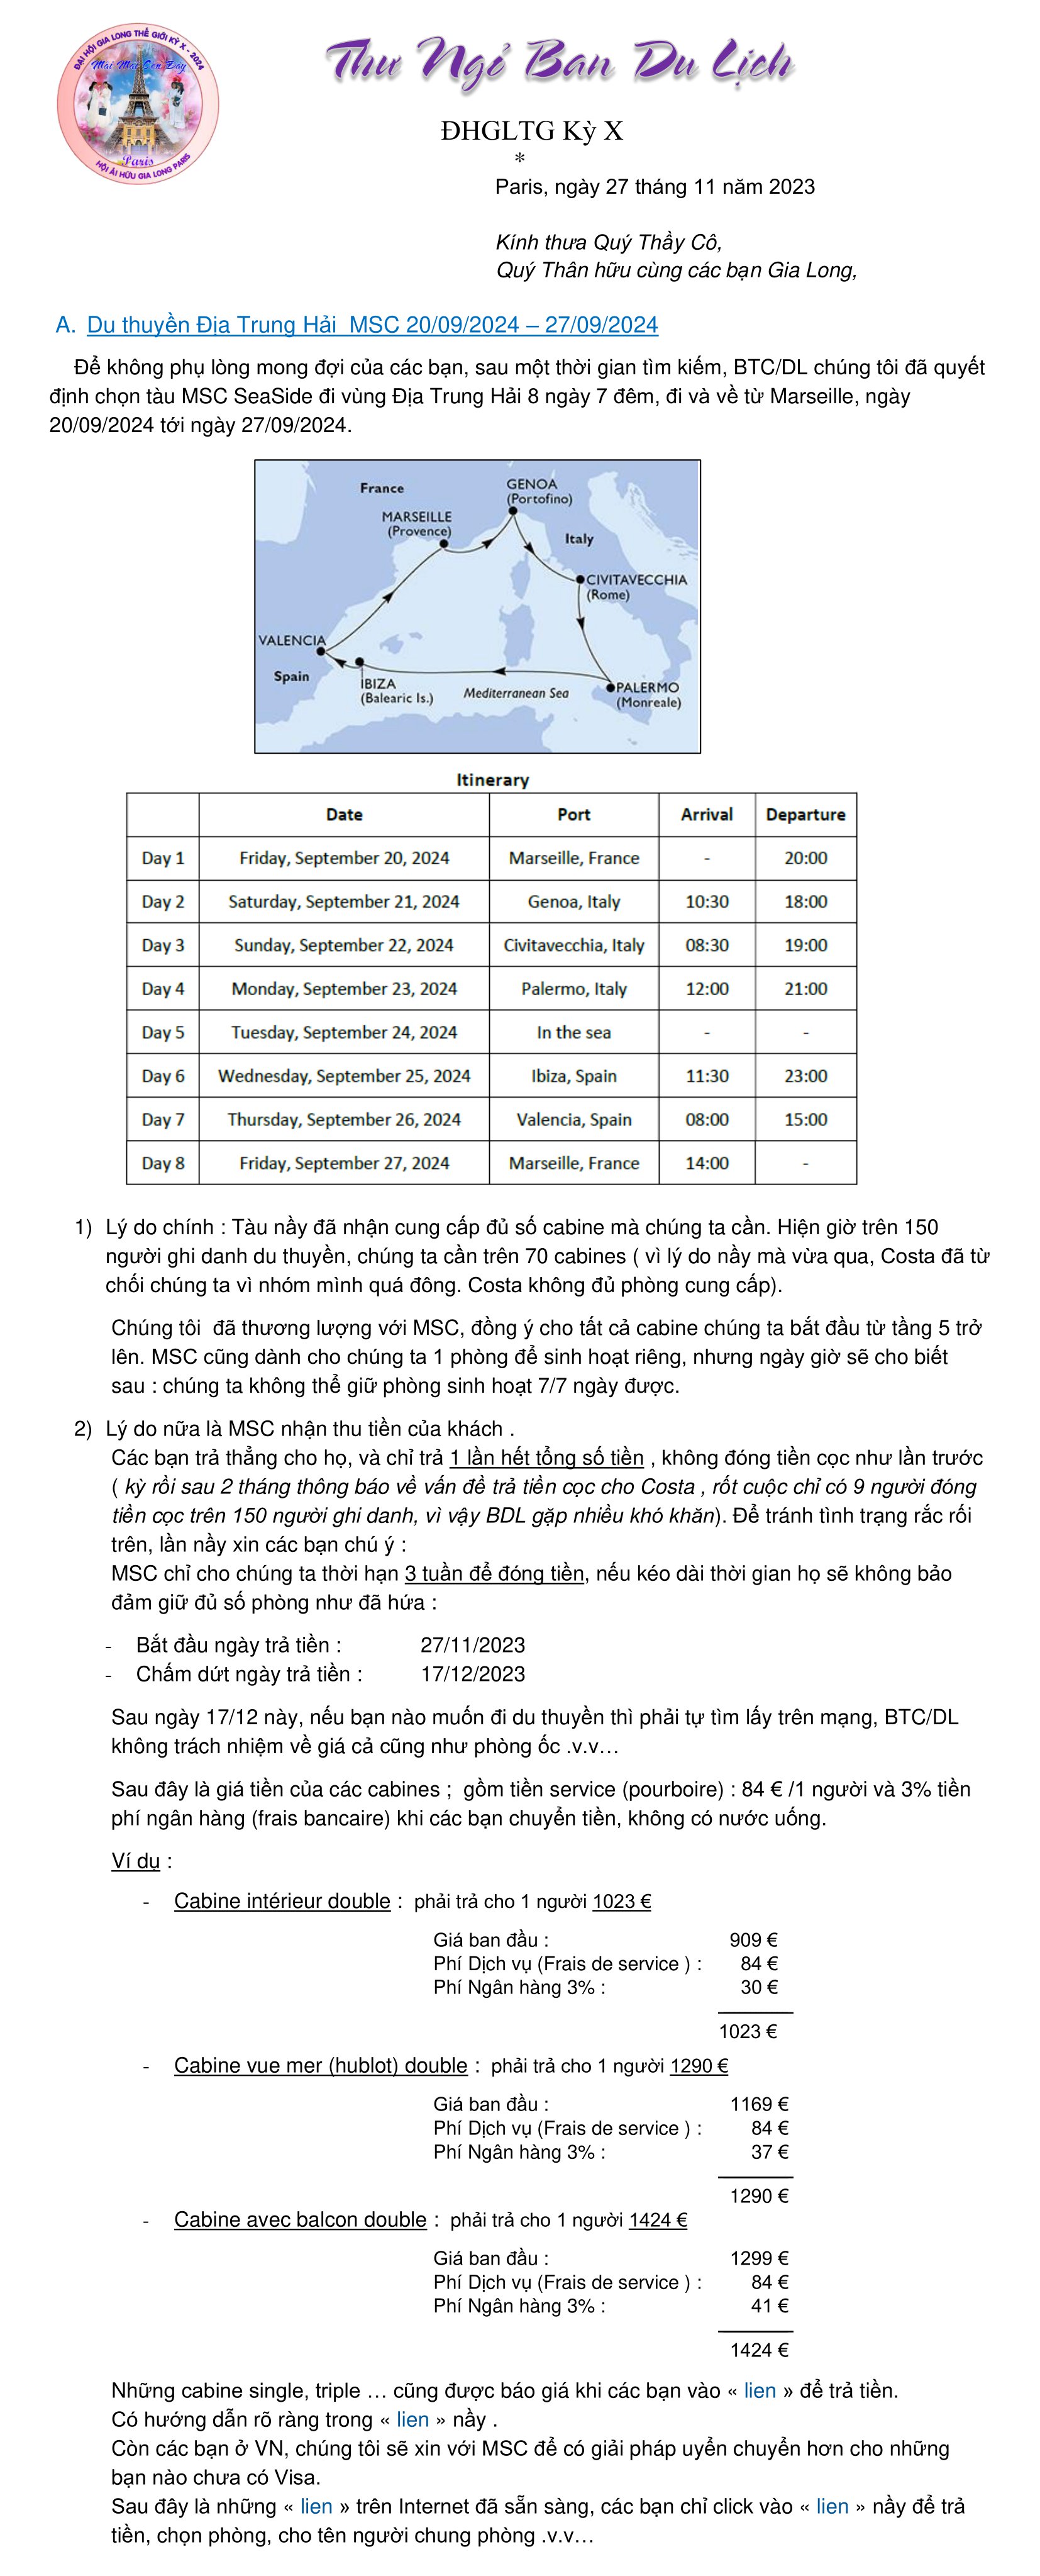 ĐẠI HỘI GIA LONG THẾ GIỚI KỲ X - 2024
Mãi Mãi Còn Đây
Paris
HỘI ÁI HỮU GIA LONG PARIS
Thư Ngỏ Ban Du Lịch
ĐHGLTG Kỳ X
*
Paris, ngày 27 tháng 11 năm 2023
Kính thưa Quý Thầy Cô,
Quý Thân hữu cùng các bạn Gia Long,
A. Du thuyền Địa Trung Hải MSC 20/09/2024 – 27/09/2024
Để không phụ lòng mong đợi của các bạn, sau một thời gian tìm kiếm, BTC/DL chúng tôi đã quyết
định chọn tàu MSC SeaSide đi vùng Địa Trung Hải 8 ngày 7 đêm, đi và về từ Marseille, ngày
20/09/2024 tới ngày 27/09/2024.
France
GENOA
(Portofino)
MARSEILLE
(Provence)
Italy
CIVITAVECCHIA
(Rome)
VALENCIA
Spain
IBIZA
(Balearic Is.)
Mediterranean Sea
PALERMO
(Monreale)
Itinerary
Date Port Arrival Departure
Day 1 Friday, September 20, 2024 Marseille, France - 20:00
Day 2 Saturday, September 21, 2024 Genoa, Italy 10:30 18:00
Day 3 Sunday, September 22, 2024 Civitavecchia, Italy 08:30 19:00
Day 4 Monday, September 23, 2024 Palermo, Italy 12:00 21:00
Day 5 Tuesday, September 24, 2024 In the sea - -
Day 6 Wednesday, September 25, 2024 Ibiza, Spain 11:30 23:00
Day 7 Thursday, September 26, 2024 Valencia, Spain 08:00 15:00
Day 8 Friday, September 27, 2024 Marseille, France 14:00 -
1) Lý do chính : Tàu nầy đã nhận cung cấp đủ số cabine mà chúng ta cần. Hiện giờ trên 150
người ghi danh du thuyền, chúng ta cần trên 70 cabines ( vì lý do nầy mà vừa qua, Costa đã từ
chối chúng ta vì nhóm mình quá đông. Costa không đủ phòng cung cấp).
Chúng tôi đã thương lượng với MSC, đồng ý cho tất cả cabine chúng ta bắt đầu từ tầng 5 trở
lên. MSC cũng dành cho chúng ta 1 phòng để sinh hoạt riêng, nhưng ngày giờ sẽ cho biết
sau : chúng ta không thể giữ phòng sinh hoạt 7/7 ngày được.
2) Lý do nữa là MSC nhận thu tiền của khách .
Các bạn trả thẳng cho họ, và chỉ trả 1 lần hết tổng số tiền , không đóng tiền cọc như lần trước
( kỳ rồi sau 2 tháng thông báo về vấn đề trả tiền cọc cho Costa , rốt cuộc chỉ có 9 người đóng
tiền cọc trên 150 người ghi danh, vì vậy BDL gặp nhiều khó khăn). Để tránh tình trạng rắc rối
trên, lần nầy xin các bạn chú ý :
MSC chỉ cho chúng ta thời hạn 3 tuần để đóng tiền, nếu kéo dài thời gian họ sẽ không bảo
đảm giữ đủ số phòng như đã hứa :
- Bắt đầu ngày trả tiền : 27/11/2023
- Chấm dứt ngày trả tiền : 17/12/2023
Sau ngày 17/12 này, nếu bạn nào muốn đi du thuyền thì phải tự tìm lấy trên mạng, BTC/DL
không trách nhiệm về giá cả cũng như phòng ốc .v.v…
Sau đây là giá tiền của các cabines ; gồm tiền service (pourboire) : 84 € /1 người và 3% tiền
phí ngân hàng (frais bancaire) khi các bạn chuyển tiền, không có nước uống.
Ví dụ :
- Cabine intérieur double : phải trả cho 1 người 1023 €
Giá ban đầu : 909 €
Phí Dịch vụ (Frais de service ) : 84 €
Phí Ngân hàng 3% : 30 €
1023 €
- Cabine vue mer (hublot) double : phải trả cho 1 người 1290 €
Giá ban đầu : 1169 €
Phí Dịch vụ (Frais de service ) : 84 €
Phí Ngân hàng 3% : 37 €
1290 €
- Cabine avec balcon double : phải trả cho 1 người 1424 €
Giá ban đầu : 1299 €
Phí Dịch vụ (Frais de service ) : 84 €
Phí Ngân hàng 3% : 41 €
1424 €
Những cabine single, triple … cũng được báo giá khi các bạn vào « lien » để trả tiền.
Có hướng dẫn rõ ràng trong « lien » nầy .
Còn các bạn ở VN, chúng tôi sẽ xin với MSC để có giải pháp uyển chuyển hơn cho những
bạn nào chưa có Visa.
Sau đây là những « lien » trên Internet đã sẵn sàng, các bạn chỉ click vào « lien » nầy để trả
tiền, chọn phòng, cho tên người chung phòng .v.v…